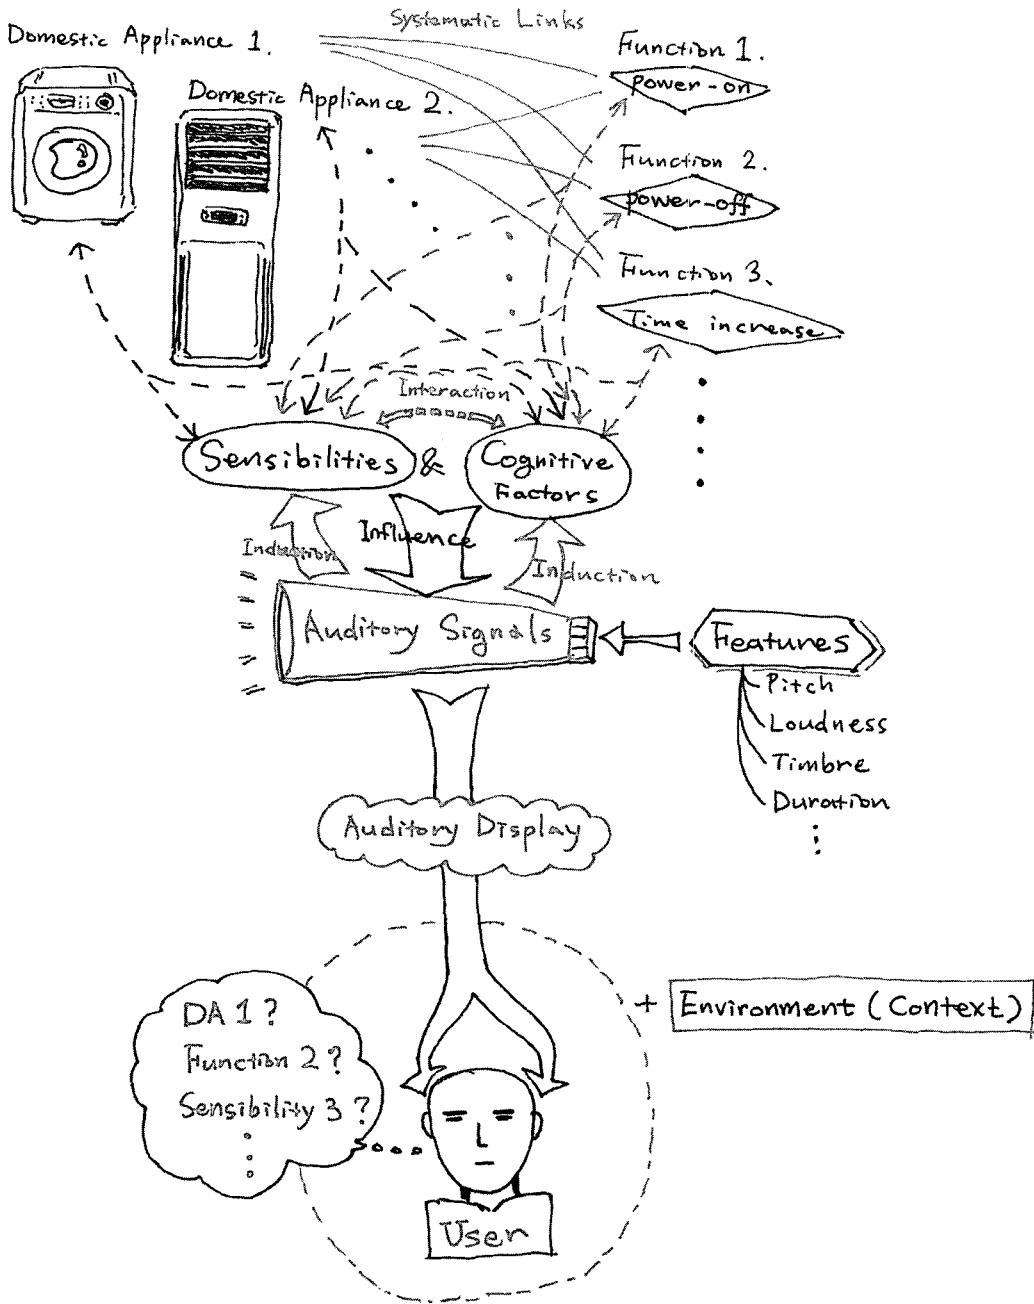 Systematic Links
Domestic Appliance 1.
Function 1.
power-on
Domestic Appliance 2.
Function 2.
power-off
Function 3.
Time increase
Interaction
Sensibilities & Cognitive
Factors
Influence
Induction
Induction
Auditory Signals
Features
Pitch
Loudness
Timbre
Duration
Auditory Display
DA 1?
Function 2?
Sensibility 3?
+ Environment (Context)
User